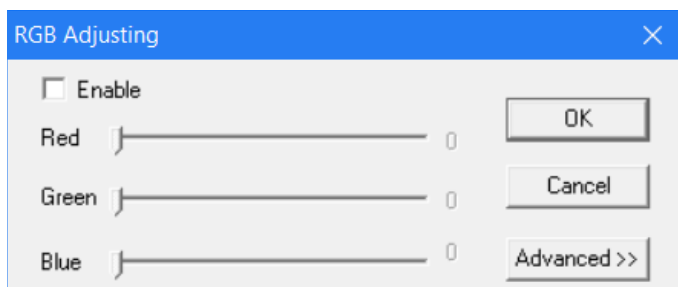 RGB Adjusting
Enable
Red 0
OK
Green 0
Cancel
Blue 0
Advanced >>